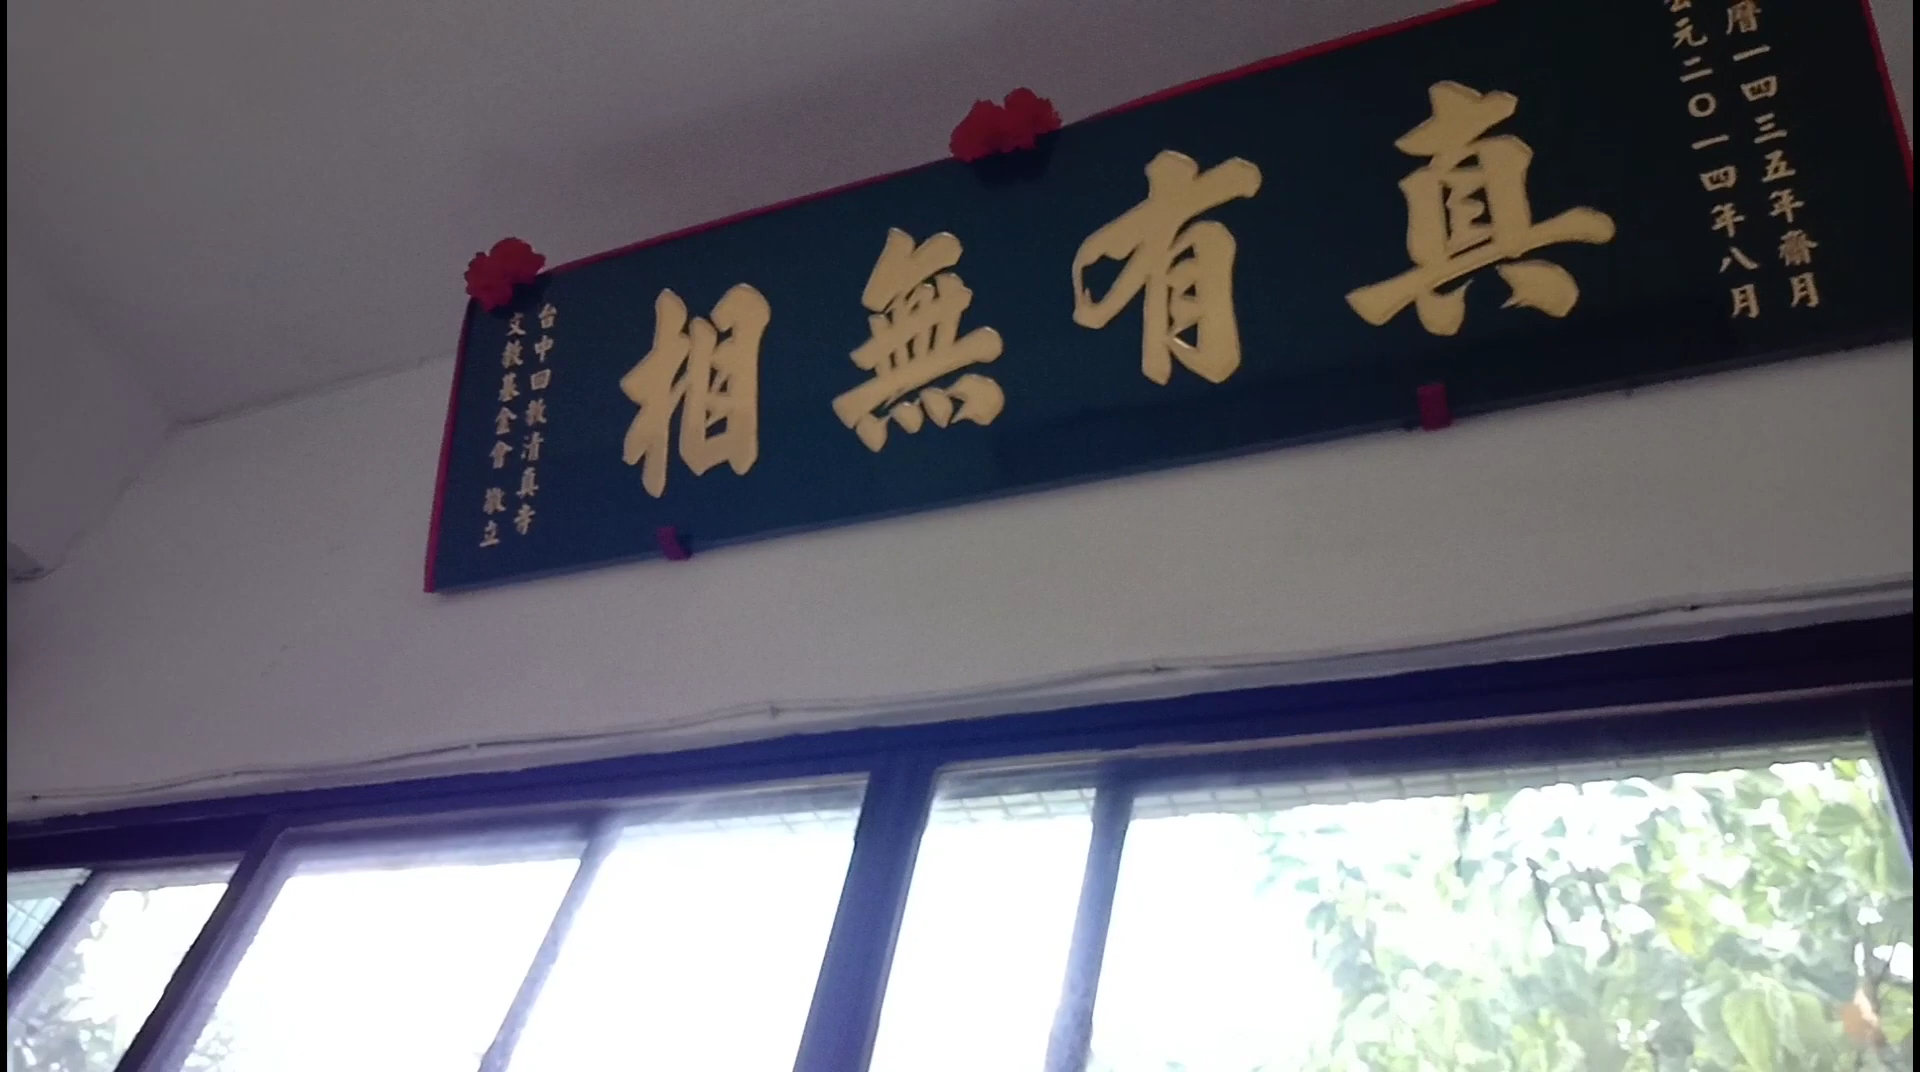 曆一四三五年齋月
公元二〇一四年八月
真有無相
台中回教清真寺
文教基金會 敬立